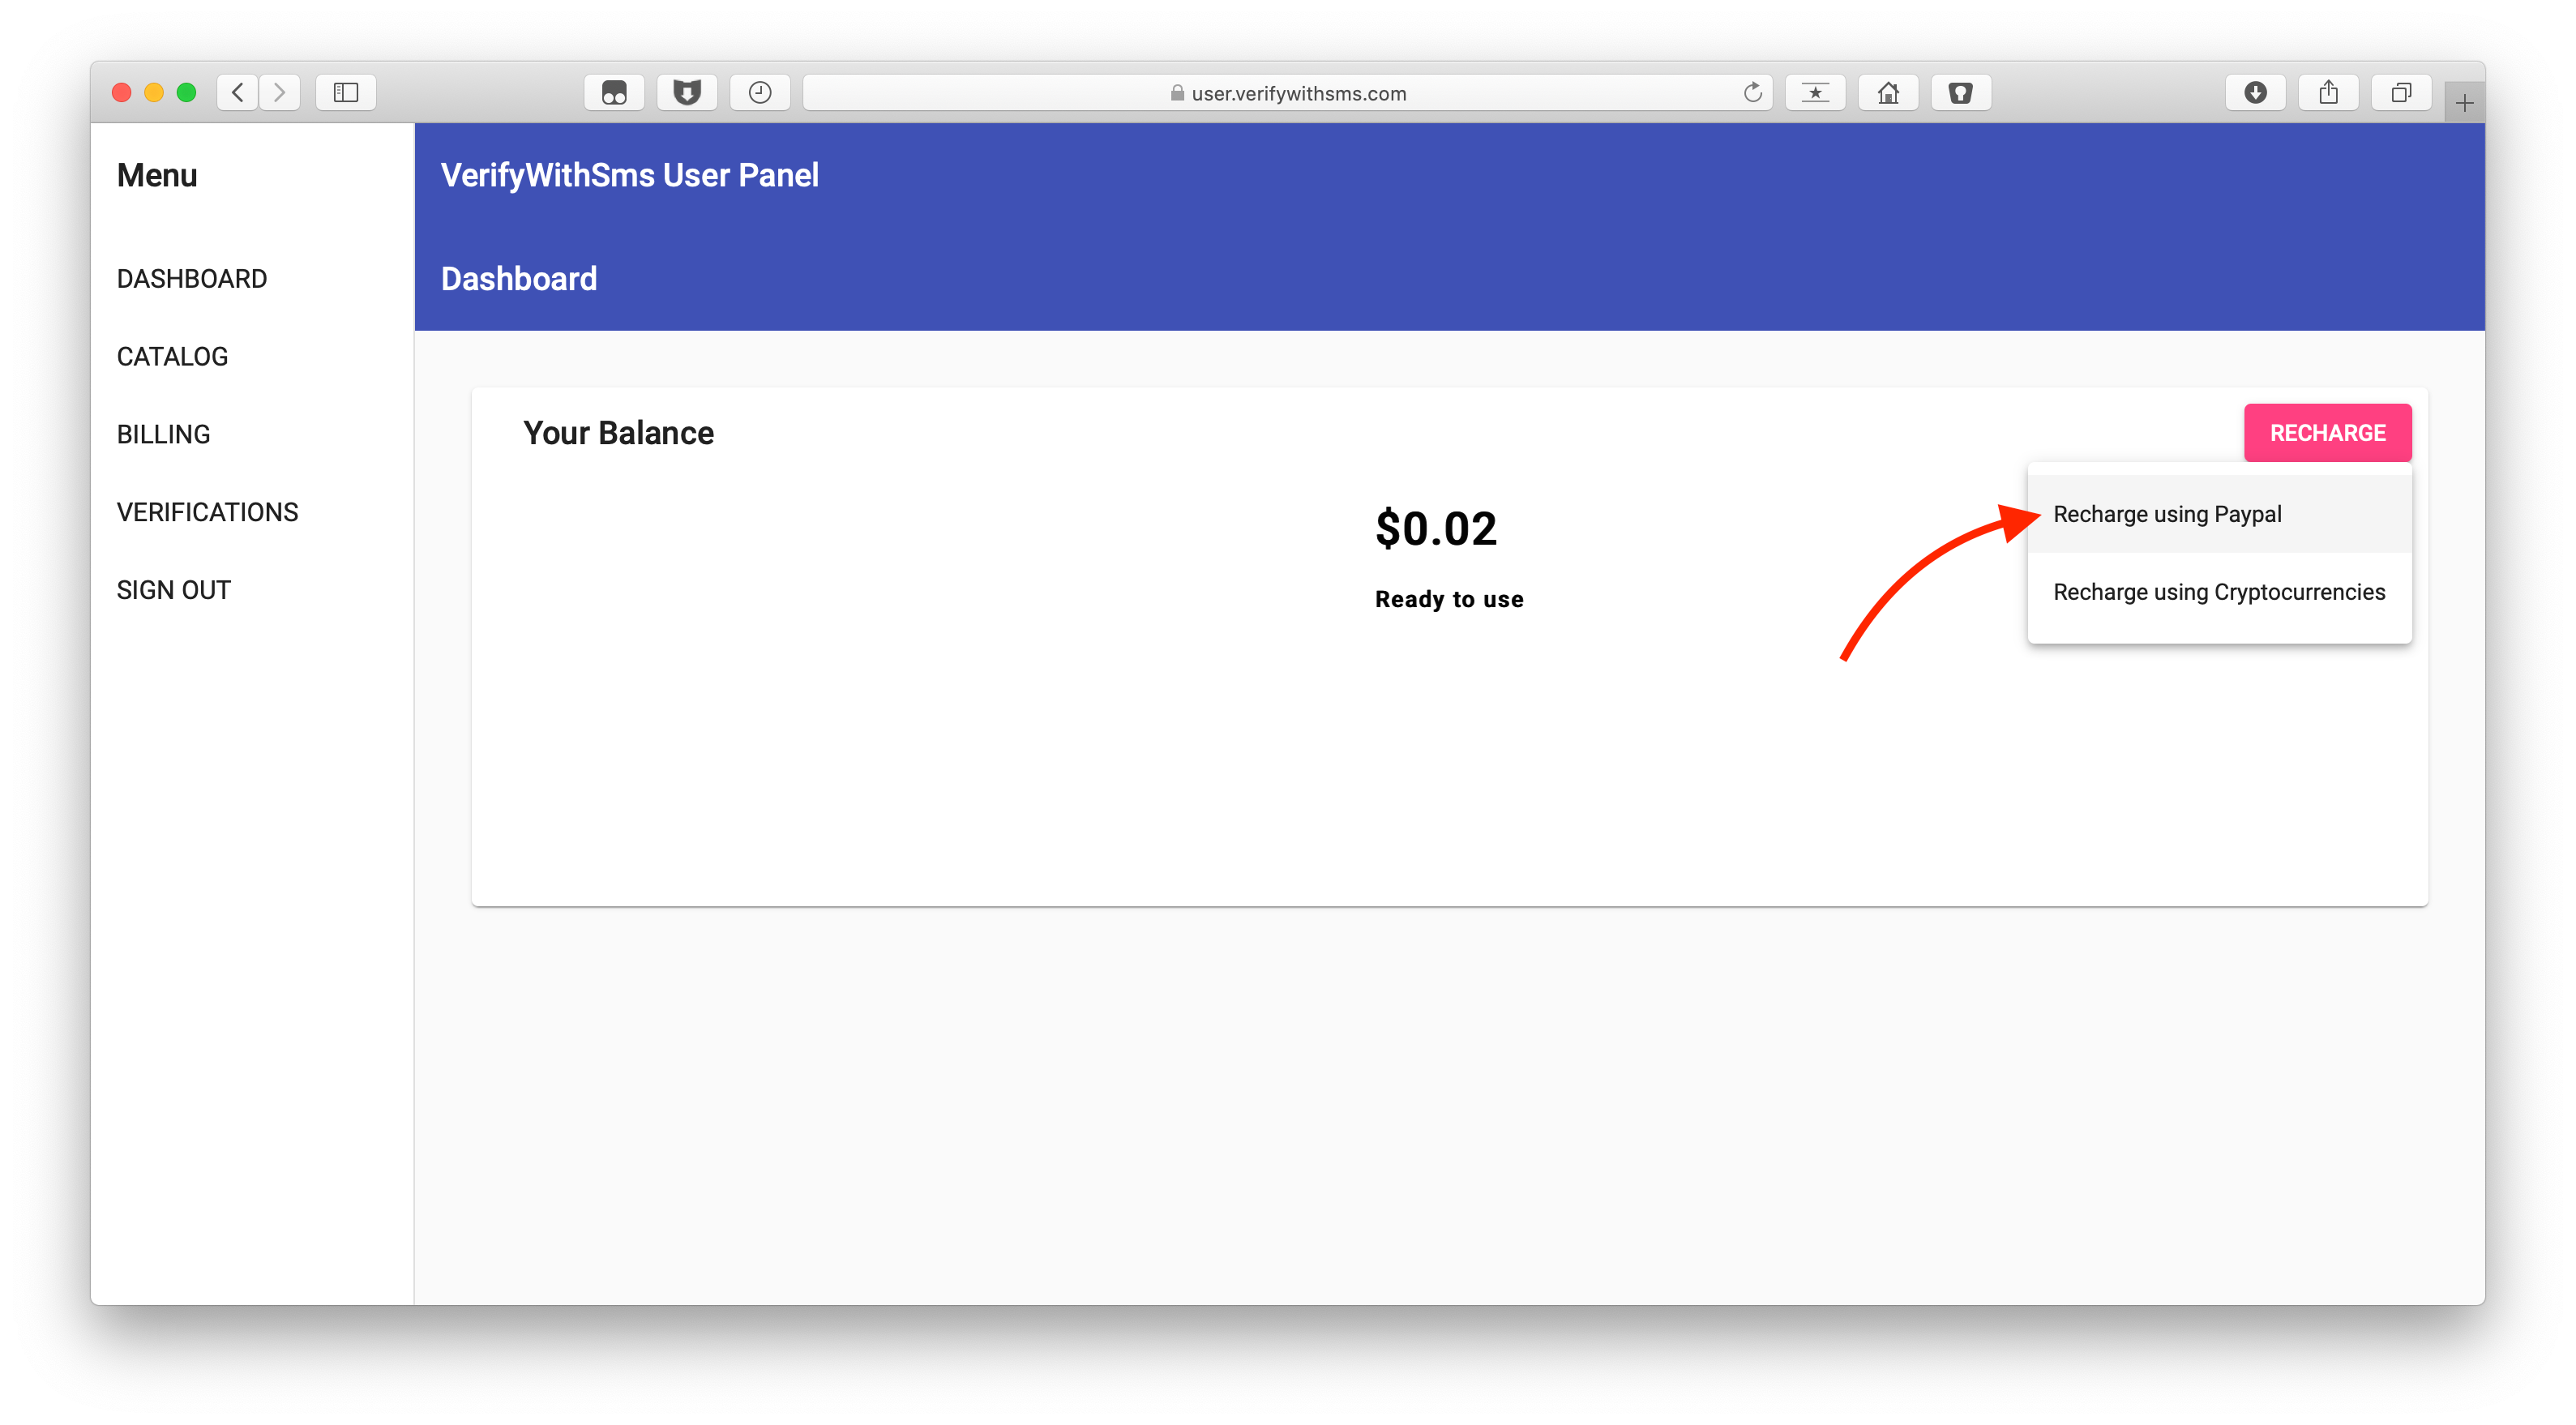 user.verifywithsms.com
Menu
DASHBOARD
CATALOG
BILLING
VERIFICATIONS
SIGN OUT
VerifyWithSms User Panel
Dashboard
Your Balance
RECHARGE
$0.02
Ready to use
Recharge using Paypal
Recharge using Cryptocurrencies